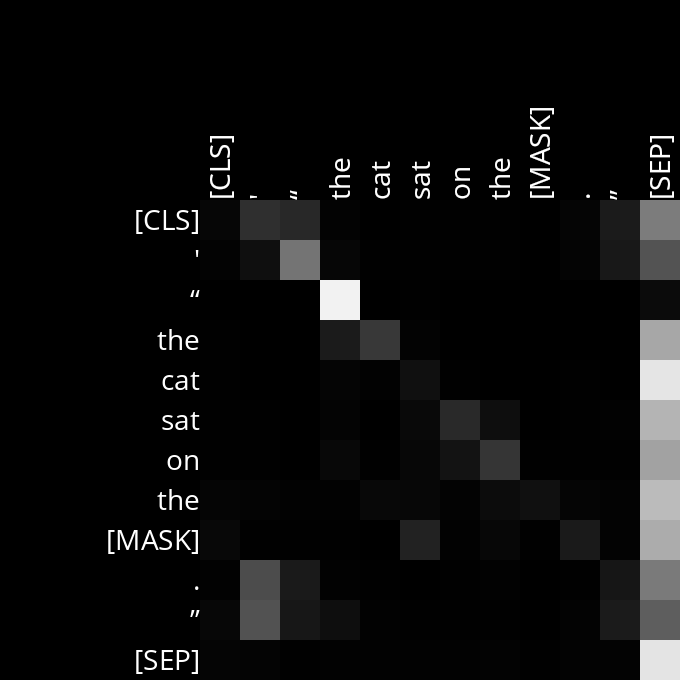 [CLS] ' “ the cat sat on the [MASK] . ” [SEP]
[CLS]
'
“
the
cat
sat
on
the
[MASK]
.
”
[SEP]